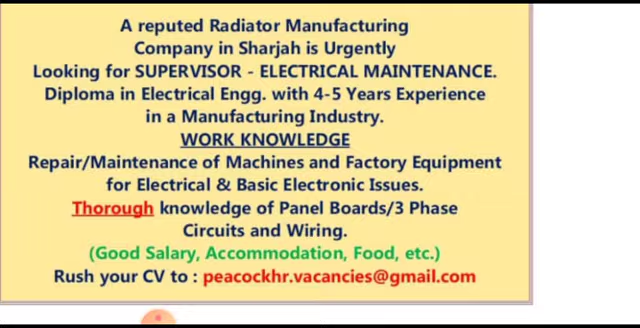 A reputed Radiator Manufacturing
Company in Sharjah is Urgently
Looking for SUPERVISOR - ELECTRICAL MAINTENANCE.
Diploma in Electrical Engg. with 4-5 Years Experience
in a Manufacturing Industry.
WORK KNOWLEDGE
Repair/Maintenance of Machines and Factory Equipment
for Electrical & Basic Electronic Issues.
Thorough knowledge of Panel Boards/3 Phase
Circuits and Wiring.
(Good Salary, Accommodation, Food, etc.)
Rush your CV to : peacockhr.vacancies@gmail.com